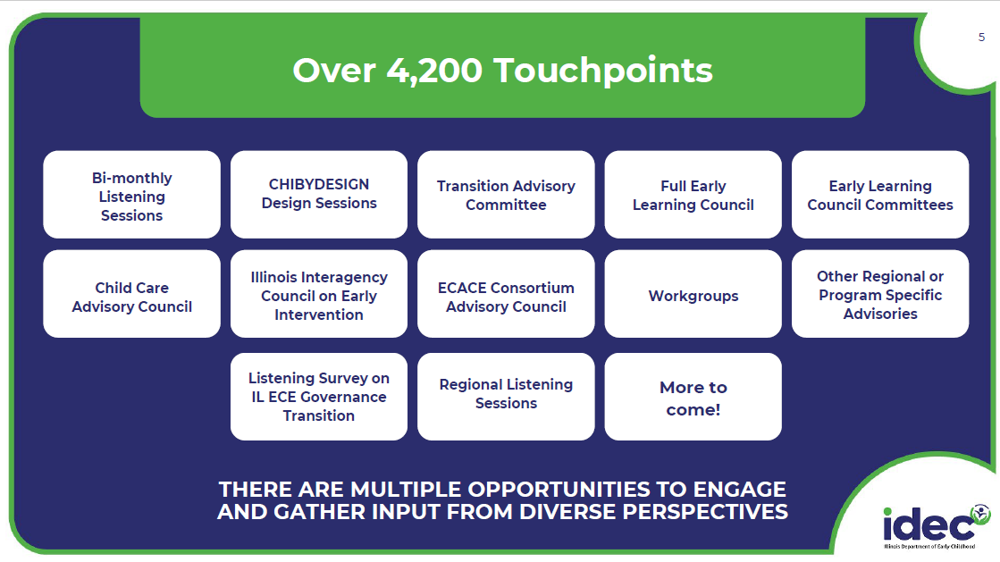 5
Over 4,200 Touchpoints
Bi-monthly
Listening
Sessions
CHIBYDESIGN
Design Sessions
Transition Advisory
Committee
Full Early
Learning Council
Early Learning
Council Committees
Child Care
Advisory Council
Illinois Interagency
Council on Early
Intervention
ECACE Consortium
Advisory Council
Workgroups
Other Regional or
Program Specific
Advisories
Listening Survey on
IL ECE Governance
Transition
Regional Listening
Sessions
More to
come!
THERE ARE MULTIPLE OPPORTUNITIES TO ENGAGE
AND GATHER INPUT FROM DIVERSE PERSPECTIVES
idec
Illinois Department of Early Childhood